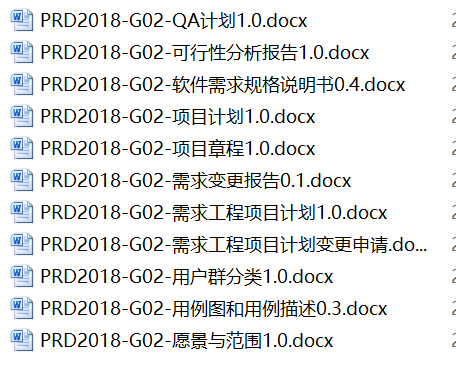 PRD2018-G02-QA计划1.0.docx
PRD2018-G02-可行性分析报告1.0.docx
PRD2018-G02-软件需求规格说明书0.4.docx
PRD2018-G02-项目计划1.0.docx
PRD2018-G02-项目章程1.0.docx
PRD2018-G02-需求变更报告0.1.docx
PRD2018-G02-需求工程项目计划1.0.docx
PRD2018-G02-需求工程项目计划变更申请.do...
PRD2018-G02-用户群分类1.0.docx
PRD2018-G02-用例图和用例描述0.3.docx
PRD2018-G02-愿景与范围1.0.docx